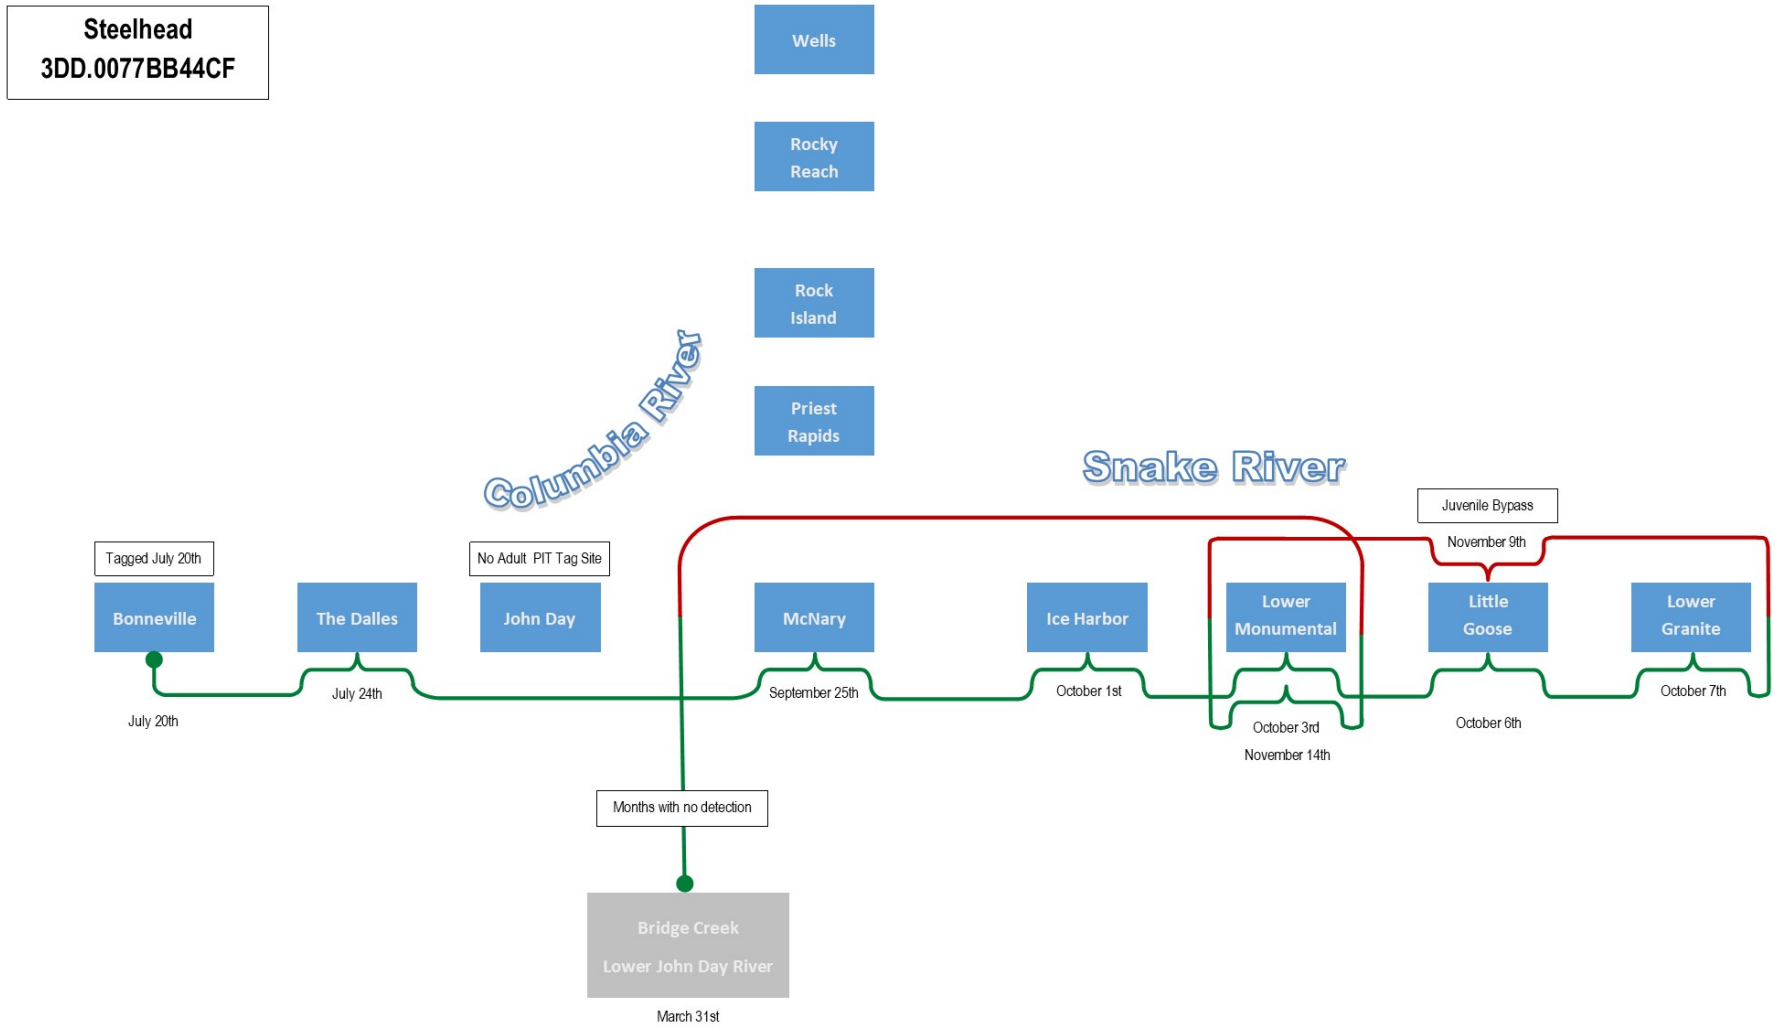 Steelhead
3DD.0077BB44CF
Wells
Rocky
Reach
Rock
Island
Priest
Rapids
Columbia River
Snake River
Juvenile Bypass
November 9th
Tagged July 20th
No Adult PIT Tag Site
Bonneville
The Dalles
John Day
McNary
Ice Harbor
Lower
Monumental
Little
Goose
Lower
Granite
July 20th
July 24th
September 25th
October 1st
October 3rd
November 14th
October 6th
October 7th
Months with no detection
Bridge Creek
Lower John Day River
March 31st